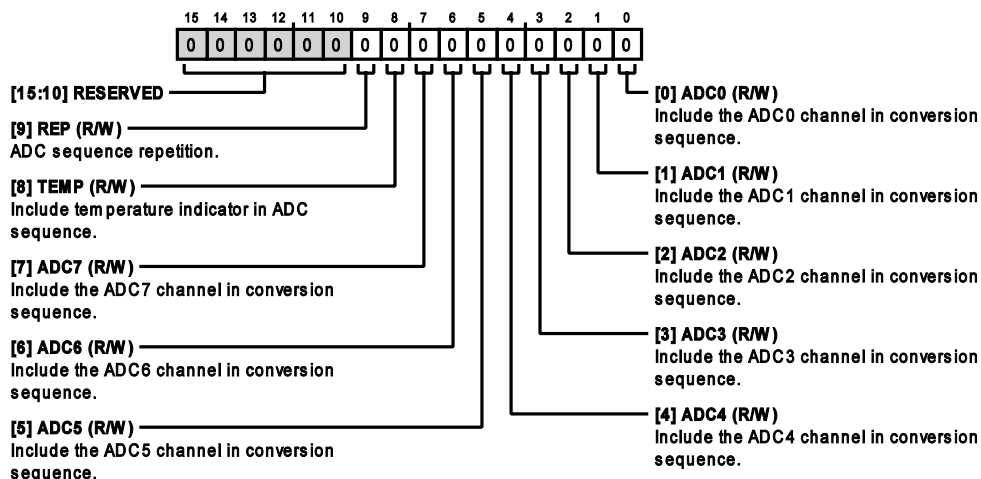 15 14 13 12 11 10 9 8 7 6 5 4 3 2 1 0
0 0 0 0 0 0 0 0 0 0 0 0 0 0 0 0
[15:10] RESERVED
[9] REP (R/W)
ADC sequence repetition.
[8] TEMP (R/W)
Include temperature indicator in ADC
sequence.
[7] ADC7 (R/W)
Include the ADC7 channel in conversion
sequence.
[6] ADC6 (R/W)
Include the ADC6 channel in conversion
sequence.
[5] ADC5 (R/W)
Include the ADC5 channel in conversion
sequence.
[0] ADC0 (R/W)
Include the ADC0 channel in conversion
sequence.
[1] ADC1 (R/W)
Include the ADC1 channel in conversion
sequence.
[2] ADC2 (R/W)
Include the ADC2 channel in conversion
sequence.
[3] ADC3 (R/W)
Include the ADC3 channel in conversion
sequence.
[4] ADC4 (R/W)
Include the ADC4 channel in conversion
sequence.